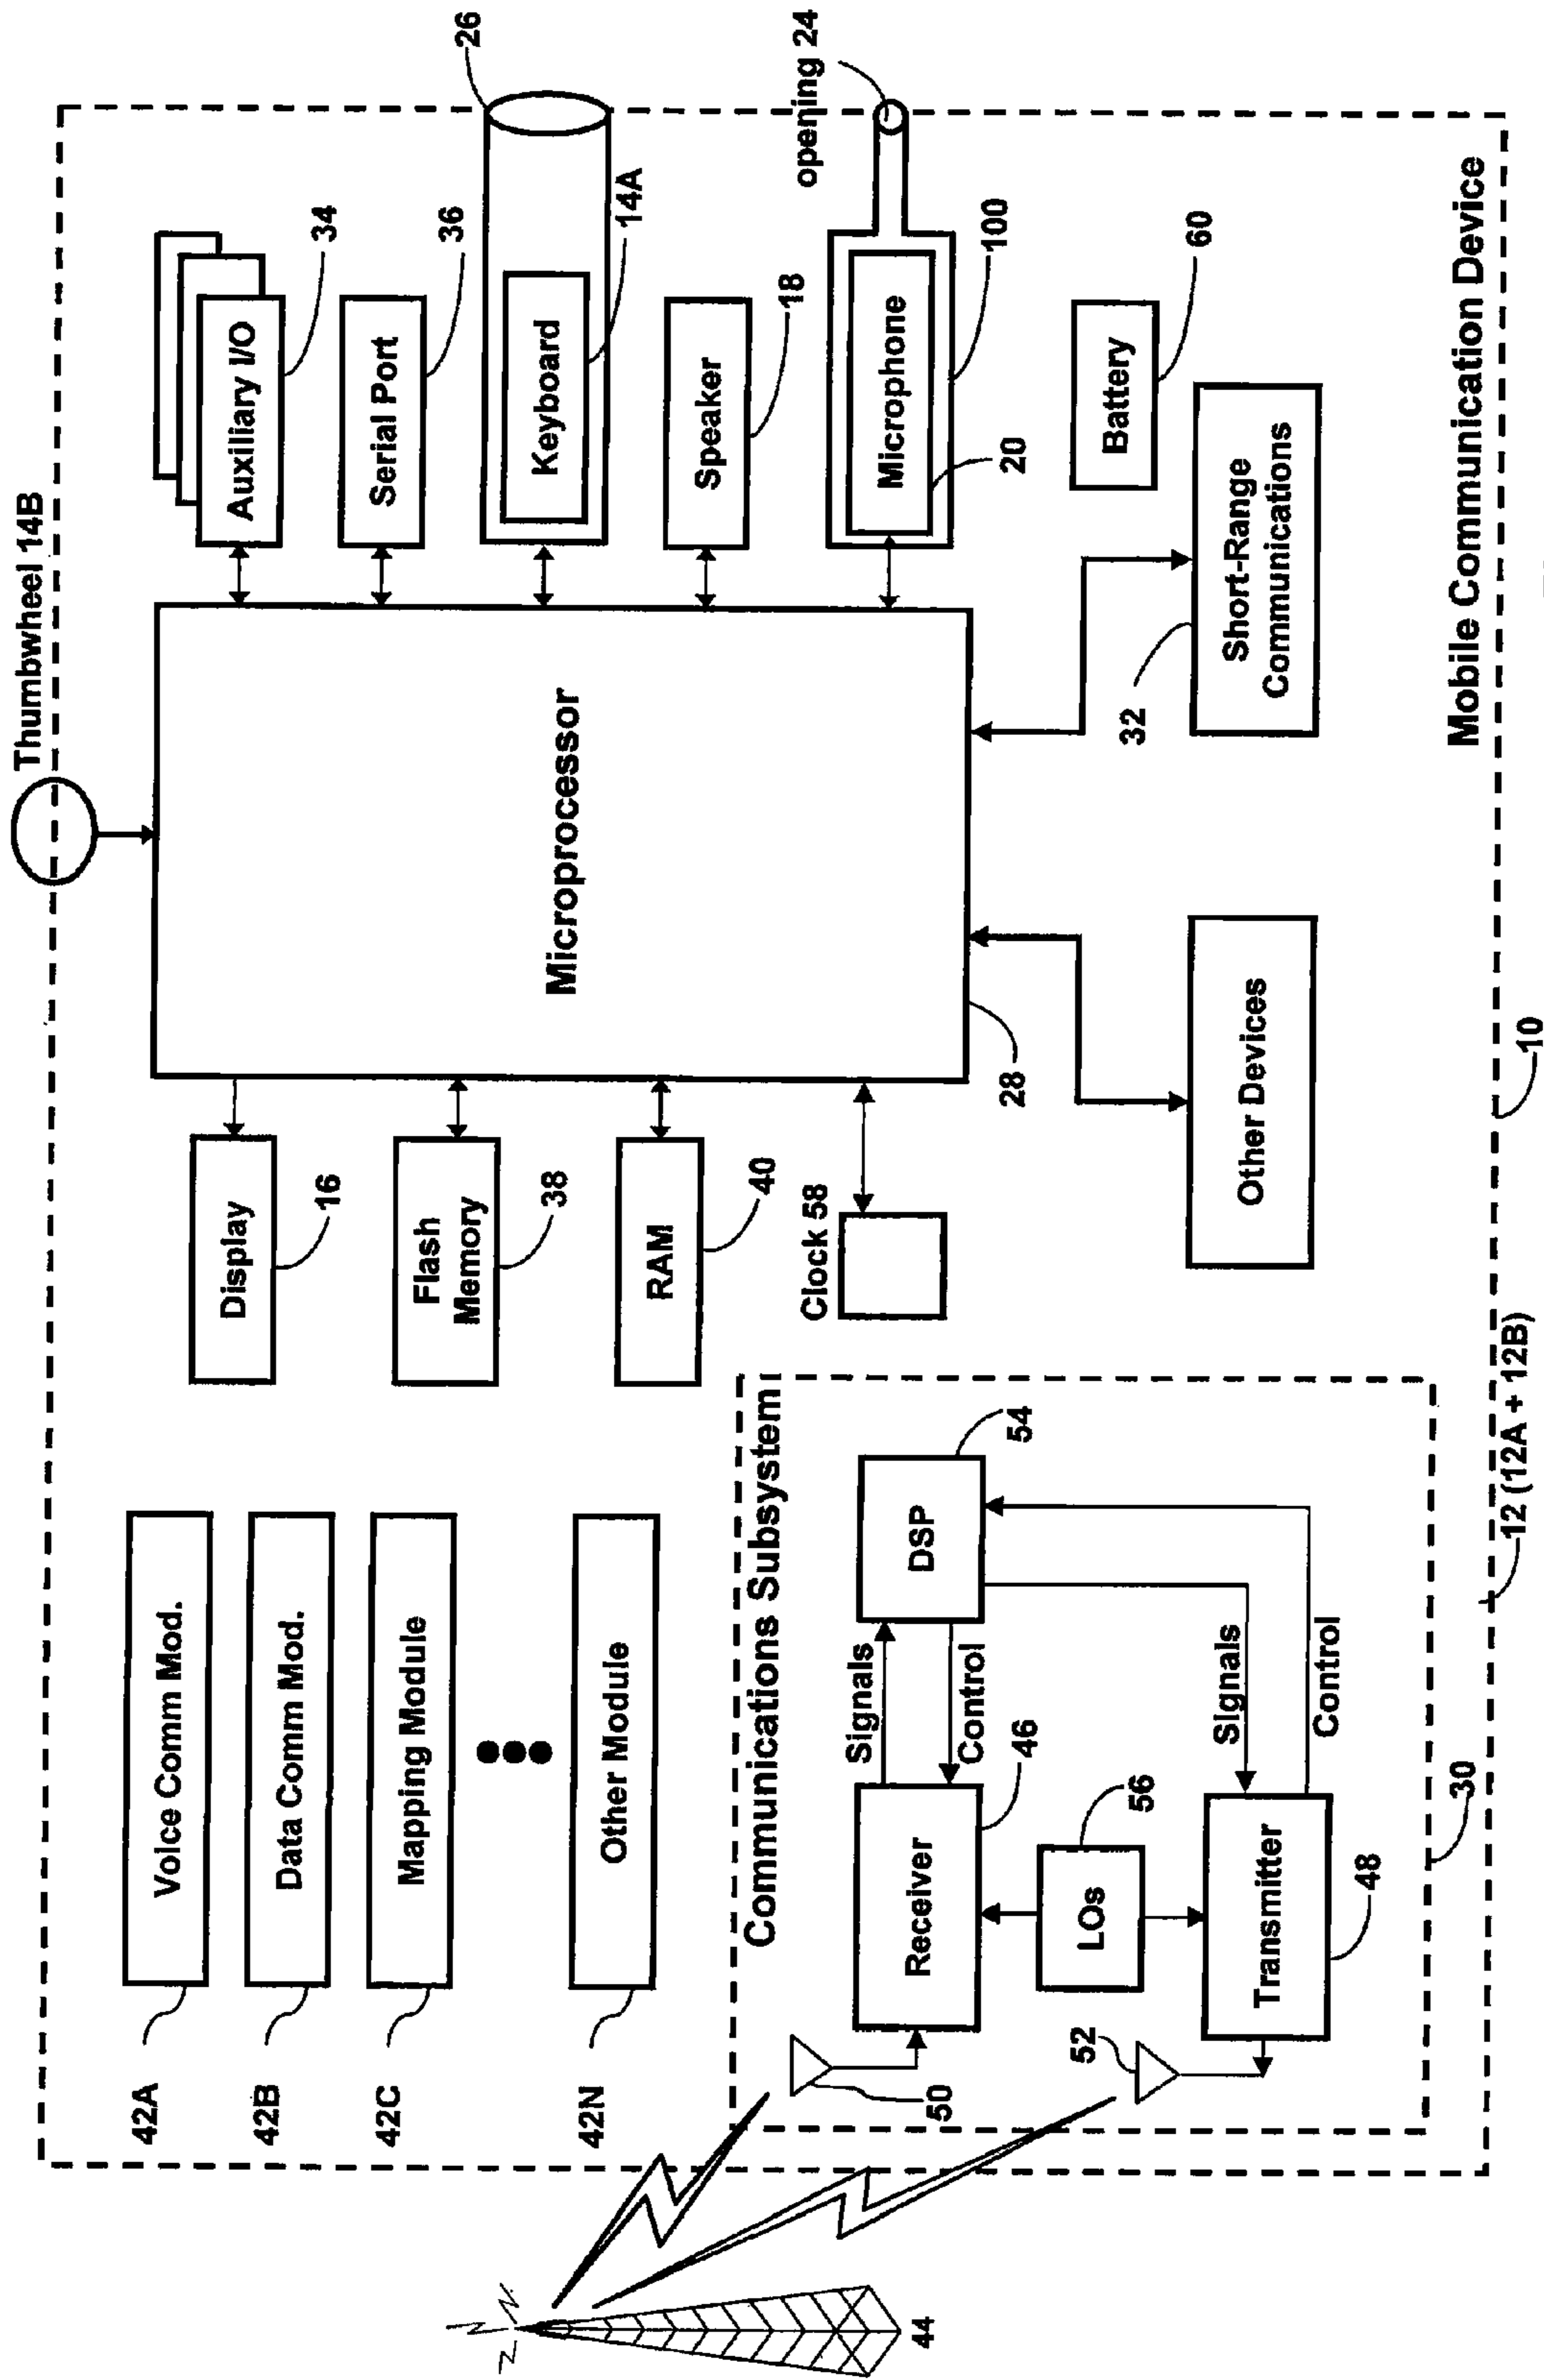 Thumbwheel 14B
42A
Voice Comm Mod.
42B
Data Comm Mod.
42C
Mapping Module
42N
Other Module
Display
16
Flash
Memory
38
RAM
40
Clock 58
Microprocessor
28
Auxiliary I/O
34
Serial Port
36
Keyboard
14A
26
Speaker
18
Microphone
20
100
opening 24
Battery
60
Short-Range
Communications
32
Other Devices
Communications Subsystem
Receiver
46
Signals
Control
DSP
54
LOs
56
Transmitter
48
Signals
Control
50
52
44
30
12 (12A + 12B)
10
Mobile Communication Device